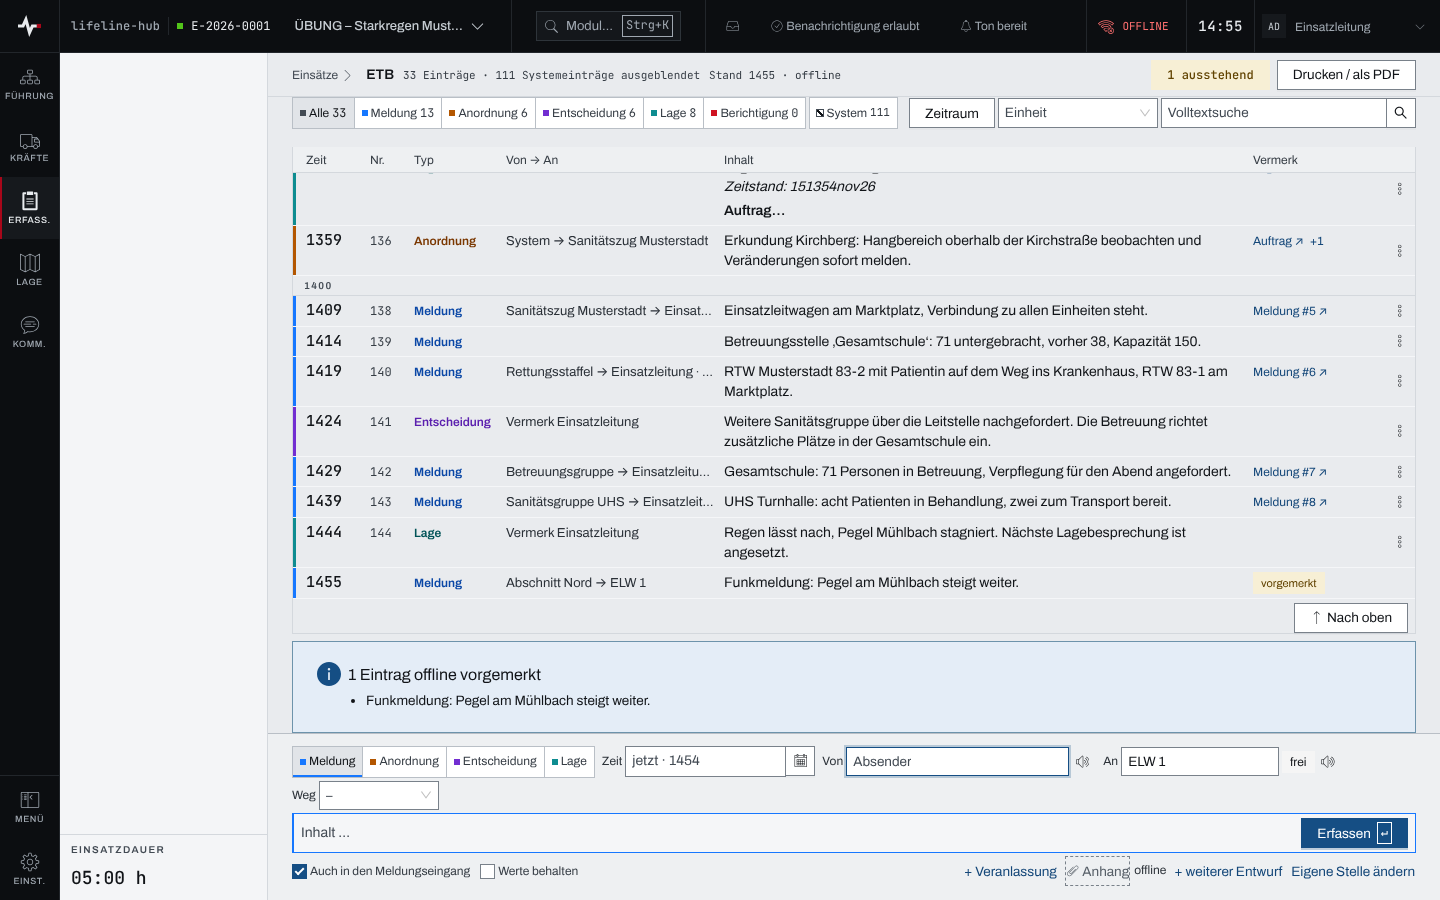 lifeline-hub E-2026-0001 ÜBUNG – Starkregen Must… Modul… Strg+K Benachrichtigung erlaubt Ton bereit OFFLINE 14:55 AD Einsatzleitung
FÜHRUNG
KRÄFTE
ERFASS.
LAGE
KOMM.
MENÜ
EINST.
EINSATZDAUER
05:00 h
Einsätze ETB 33 Einträge · 111 Systemeinträge ausgeblendet Stand 1455 · offline 1 ausstehend Drucken / als PDF
Alle 33 Meldung 13 Anordnung 6 Entscheidung 6 Lage 8 Berichtigung 0 System 111 Zeitraum Einheit Volltextsuche
Zeit Nr. Typ Von → An Inhalt Vermerk
Zeitstand: 151354nov26
Auftrag…
1359 136 Anordnung System → Sanitätszug Musterstadt Erkundung Kirchberg: Hangbereich oberhalb der Kirchstraße beobachten und Auftrag ↗ +1
Veränderungen sofort melden.
1400
1409 138 Meldung Sanitätszug Musterstadt → Einsat… Einsatzleitwagen am Marktplatz, Verbindung zu allen Einheiten steht. Meldung #5 ↗
1414 139 Meldung Betreuungsstelle ‚Gesamtschule‘: 71 untergebracht, vorher 38, Kapazität 150.
1419 140 Meldung Rettungsstaffel → Einsatzleitung · … RTW Musterstadt 83-2 mit Patientin auf dem Weg ins Krankenhaus, RTW 83-1 am Meldung #6 ↗
Marktplatz.
1424 141 Entscheidung Vermerk Einsatzleitung Weitere Sanitätsgruppe über die Leitstelle nachgefordert. Die Betreuung richtet
zusätzliche Plätze in der Gesamtschule ein.
1429 142 Meldung Betreuungsgruppe → Einsatzleitu… Gesamtschule: 71 Personen in Betreuung, Verpflegung für den Abend angefordert. Meldung #7 ↗
1439 143 Meldung Sanitätsgruppe UHS → Einsatzleit… UHS Turnhalle: acht Patienten in Behandlung, zwei zum Transport bereit. Meldung #8 ↗
1444 144 Lage Vermerk Einsatzleitung Regen lässt nach, Pegel Mühlbach stagniert. Nächste Lagebesprechung ist
angesetzt.
1455 Meldung Abschnitt Nord → ELW 1 Funkmeldung: Pegel am Mühlbach steigt weiter. vorgemerkt
↑ Nach oben
1 Eintrag offline vorgemerkt
• Funkmeldung: Pegel am Mühlbach steigt weiter.
Meldung Anordnung Entscheidung Lage Zeit jetzt · 1454 Von Absender An ELW 1 frei
Weg –
Inhalt … Erfassen ↵
Auch in den Meldungseingang Werte behalten + Veranlassung Anhang offline + weiterer Entwurf Eigene Stelle ändern